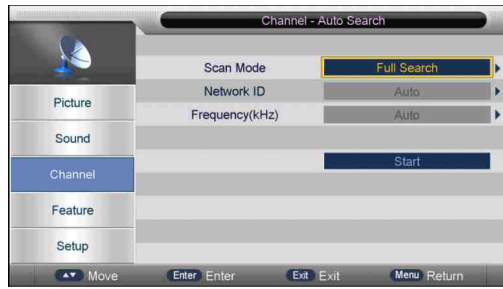 Channel - Auto Search
Scan Mode Full Search
Network ID Auto
Frequency(kHz) Auto
Start
Picture
Sound
Channel
Feature
Setup
Move Enter Enter Exit Exit Menu Return